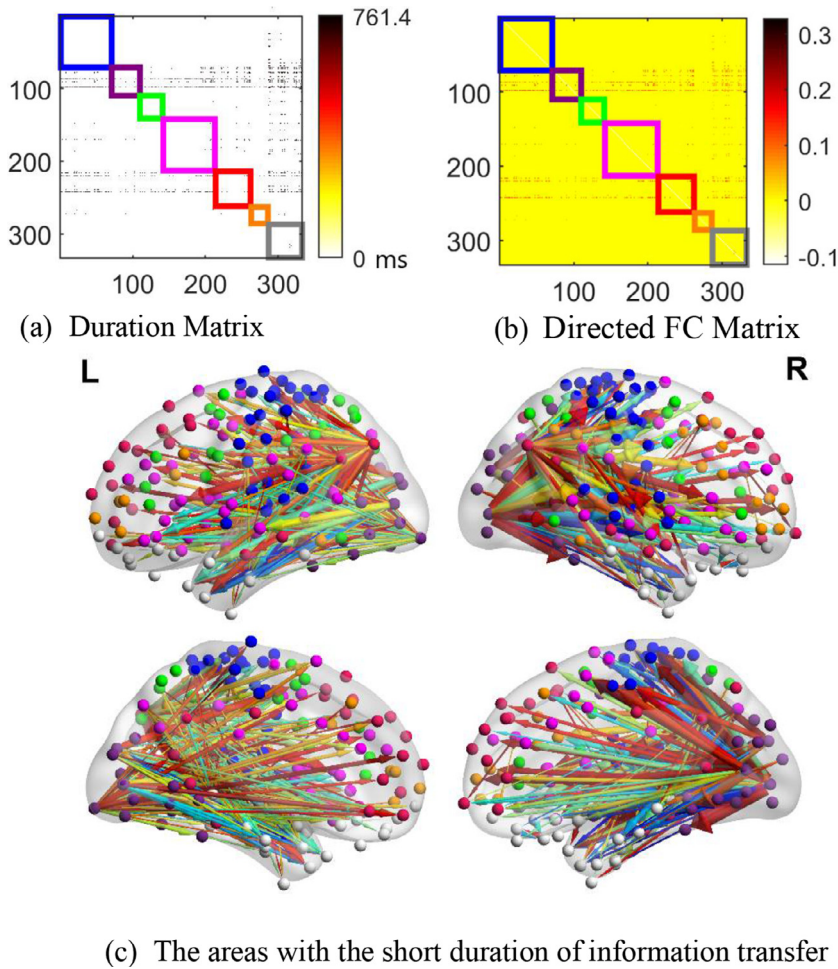 761.4
100
200
300
0 ms
100 200 300
(a) Duration Matrix
0.3
0.2
0.1
0
-0.1
100
200
300
100 200 300
(b) Directed FC Matrix
L
R
(c) The areas with the short duration of information transfer